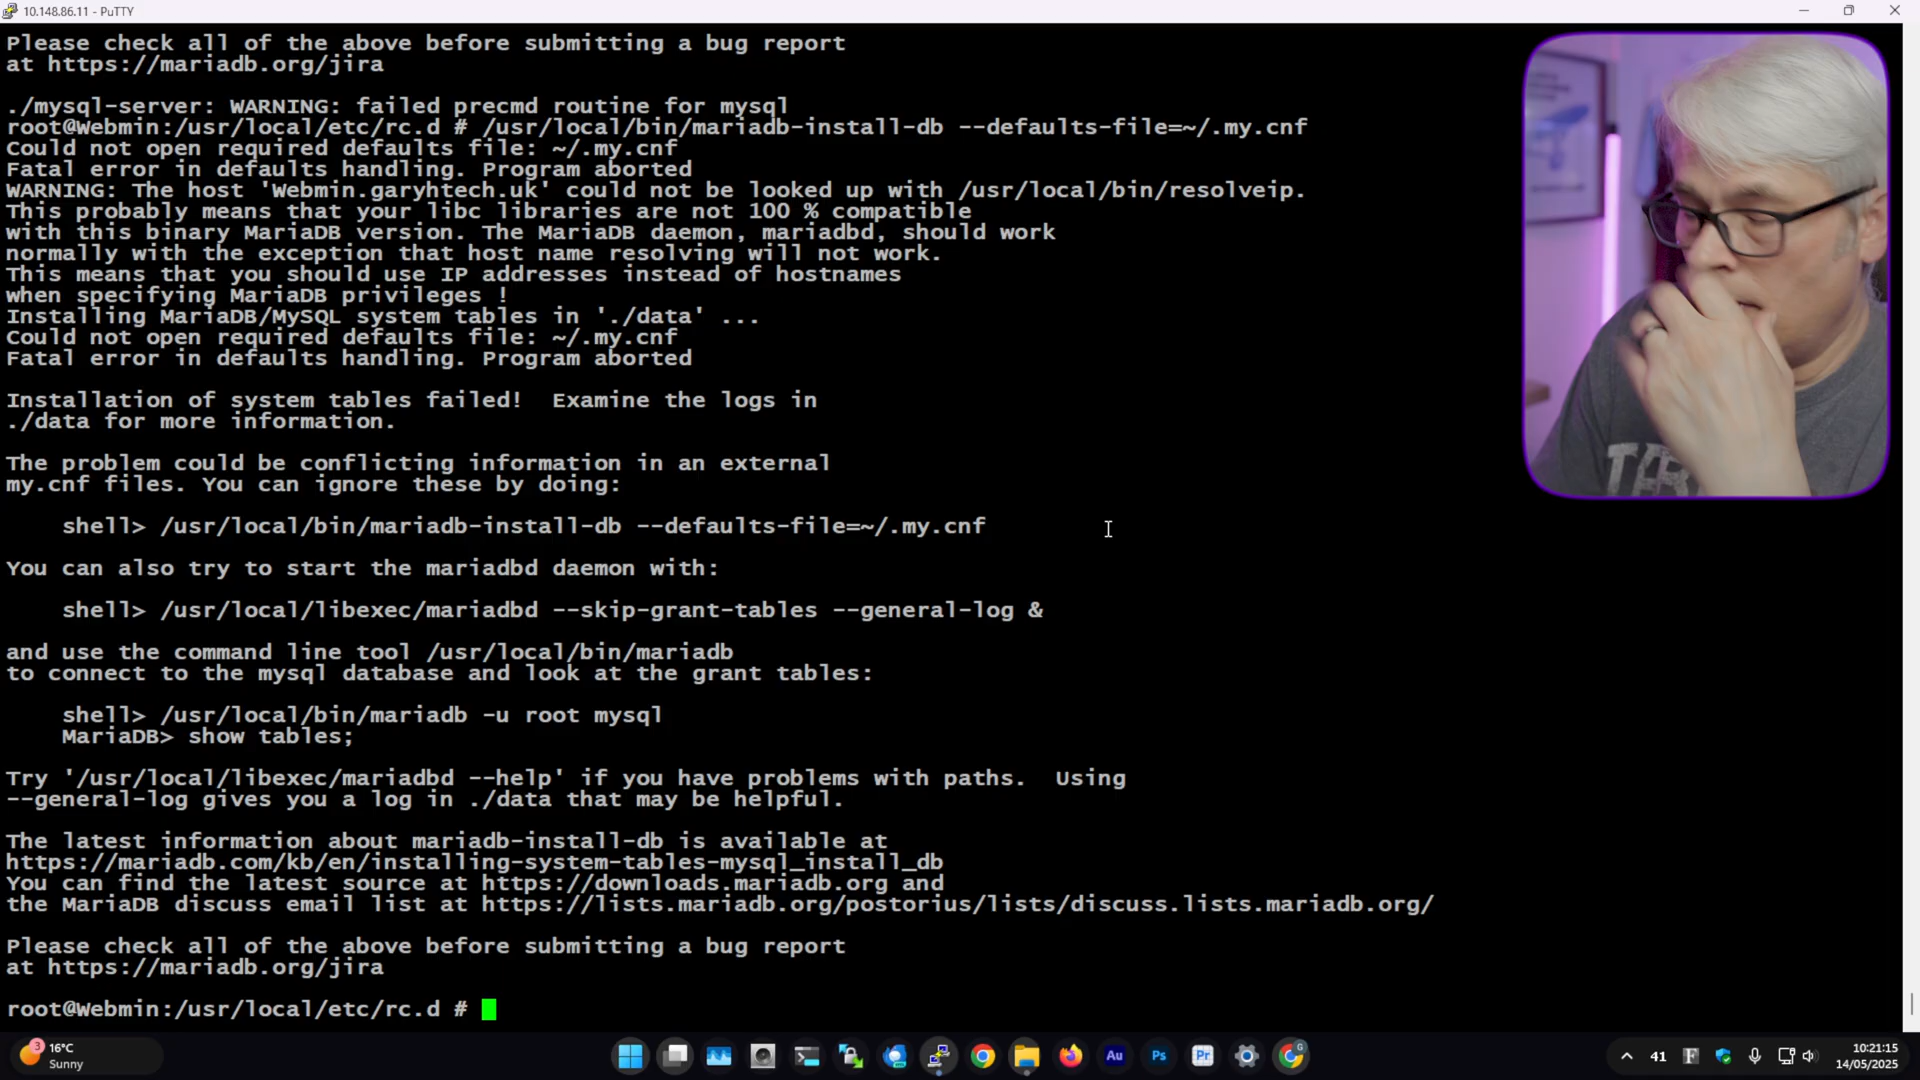 10.148.86.11 - PuTTY
Please check all of the above before submitting a bug report
at https://mariadb.org/jira
./mysql-server: WARNING: failed precmd routine for mysql
root@Webmin:/usr/local/etc/rc.d # /usr/local/bin/mariadb-install-db --defaults-file=~/.my.cnf
Could not open required defaults file: ~/.my.cnf
Fatal error in defaults handling. Program aborted
WARNING: The host 'Webmin.garyhtech.uk' could not be looked up with /usr/local/bin/resolveip.
This probably means that your libc libraries are not 100 % compatible
with this binary MariaDB version. The MariaDB daemon, mariadbd, should work
normally with the exception that host name resolving will not work.
This means that you should use IP addresses instead of hostnames
when specifying MariaDB privileges !
Installing MariaDB/MySQL system tables in './data' ...
Could not open required defaults file: ~/.my.cnf
Fatal error in defaults handling. Program aborted
Installation of system tables failed!  Examine the logs in
./data for more information.
The problem could be conflicting information in an external
my.cnf files. You can ignore these by doing:
shell> /usr/local/bin/mariadb-install-db --defaults-file=~/.my.cnf
You can also try to start the mariadbd daemon with:
shell> /usr/local/libexec/mariadbd --skip-grant-tables --general-log &
and use the command line tool /usr/local/bin/mariadb
to connect to the mysql database and look at the grant tables:
shell> /usr/local/bin/mariadb -u root mysql
MariaDB> show tables;
Try '/usr/local/libexec/mariadbd --help' if you have problems with paths.  Using
--general-log gives you a log in ./data that may be helpful.
The latest information about mariadb-install-db is available at
https://mariadb.com/kb/en/installing-system-tables-mysql_install_db
You can find the latest source at https://downloads.mariadb.org and
the MariaDB discuss email list at https://lists.mariadb.org/postorius/lists/discuss.lists.mariadb.org/
Please check all of the above before submitting a bug report
at https://mariadb.org/jira
root@Webmin:/usr/local/etc/rc.d #
3
16°C
Sunny
Au
Ps
Pr
G
41
F
10:21:15
14/05/2025